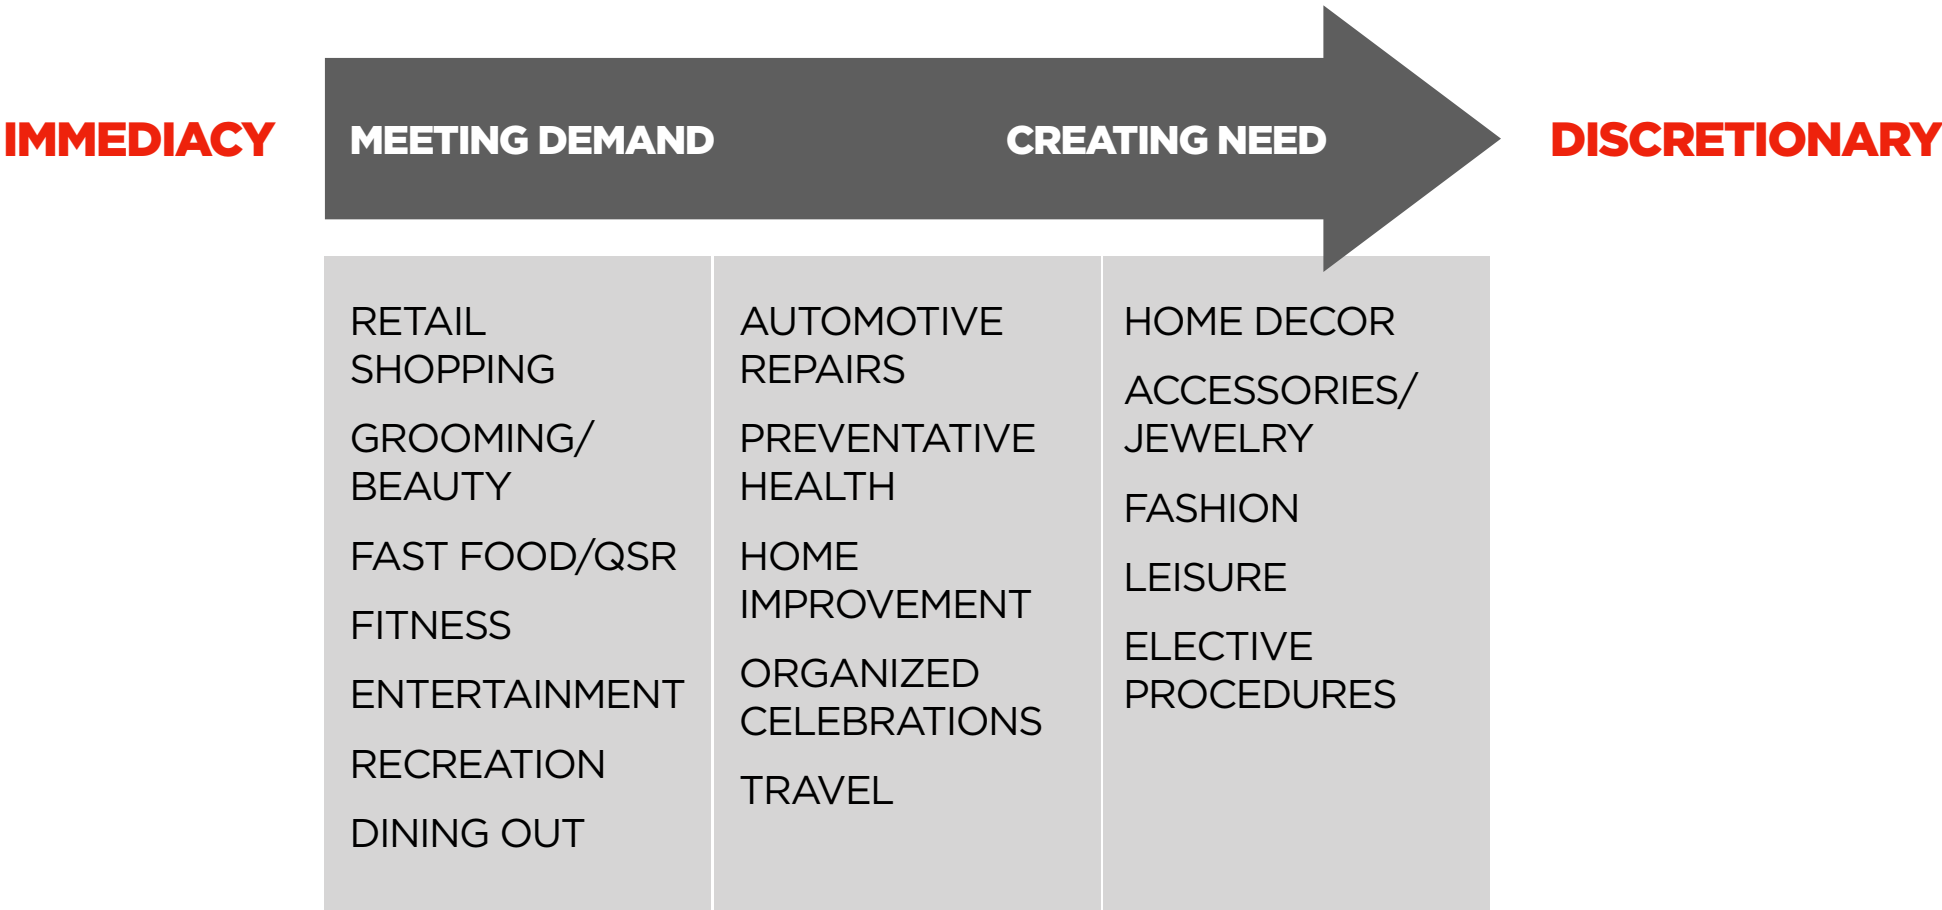 IMMEDIACY
MEETING DEMAND
CREATING NEED
DISCRETIONARY
RETAIL
SHOPPING
GROOMING/
BEAUTY
FAST FOOD/QSR
FITNESS
ENTERTAINMENT
RECREATION
DINING OUT
AUTOMOTIVE
REPAIRS
PREVENTATIVE
HEALTH
HOME
IMPROVEMENT
ORGANIZED
CELEBRATIONS
TRAVEL
HOME DECOR
ACCESSORIES/
JEWELRY
FASHION
LEISURE
ELECTIVE
PROCEDURES